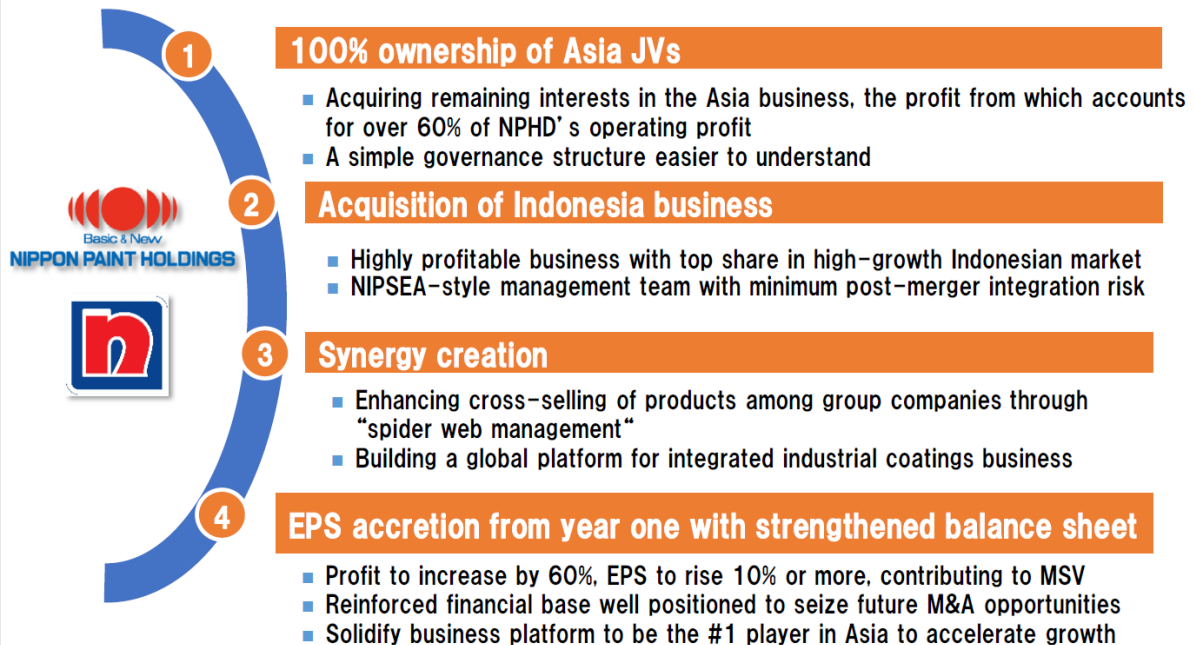 1
100% ownership of Asia JVs
■ Acquiring remaining interests in the Asia business, the profit from which accounts
for over 60% of NPHD's operating profit
■ A simple governance structure easier to understand
Basic & New
NIPPON PAINT HOLDINGS
n
2
Acquisition of Indonesia business
■ Highly profitable business with top share in high-growth Indonesian market
■ NIPSEA-style management team with minimum post-merger integration risk
3
Synergy creation
■ Enhancing cross-selling of products among group companies through
“spider web management“
■ Building a global platform for integrated industrial coatings business
4
EPS accretion from year one with strengthened balance sheet
■ Profit to increase by 60%, EPS to rise 10% or more, contributing to MSV
■ Reinforced financial base well positioned to seize future M&A opportunities
■ Solidify business platform to be the #1 player in Asia to accelerate growth